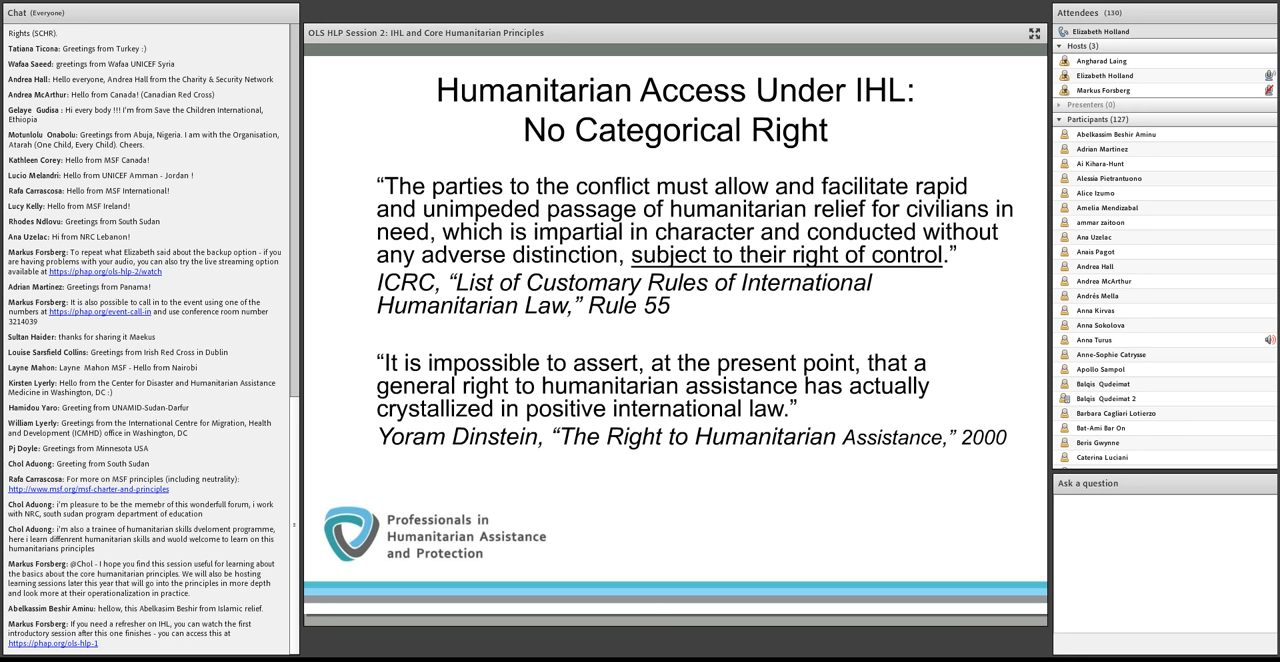 Chat (Everyone)
Rights (SCHR).
Tatiana Ticona: Greetings from Turkey :)
Wafaa Saeed: greetings from Wafaa UNICEF Syria
Andrea Hall: Hello everyone, Andrea Hall from the Charity & Security Network
Andrea McArthur: Hello from Canada! (Canadian Red Cross)
Gelaye Gudisa : Hi every body !!! I'm from Save the Children International,
Ethiopia
Motunlolu Onabolu: Greetings from Abuja, Nigeria. I am with the Organisation,
Atarah (One Child, Every Child). Cheers.
Kathleen Corey: Hello from MSF Canada!
Lucio Melandri: Hello from UNICEF Amman - Jordan !
Rafa Carrascosa: Hello from MSF International!
Lucy Kelly: Hello from MSF Ireland!
Rhodes Ndlovu: Greetings from South Sudan
Ana Uzelac: Hi from NRC Lebanon!
Markus Forsberg: To repeat what Elizabeth said about the backup option - if you
are having problems with your audio, you can also try the live streaming option
available at https://phap.org/ols-hlp-2/watch
Adrian Martinez: Greetings from Panama!
Markus Forsberg: It is also possible to call in to the event using one of the
numbers at https://phap.org/event-call-in and use conference room number
3214039
Sultan Haider: thanks for sharing it Maekus
Louise Sarsfield Collins: Greetings from Irish Red Cross in Dublin
Layne Mahon: Layne Mahon MSF - Hello from Nairobi
Kirsten Lyerly: Hello from the Center for Disaster and Humanitarian Assistance
Medicine in Washington, DC :)
Hamidou Yaro: Greeting from UNAMID-Sudan-Darfur
William Lyerly: Greetings from the International Centre for Migration, Health
and Development (ICMHD) office in Washington, DC
Pj Doyle: Greetings from Minnesota USA
Chol Aduong: Greeting from South Sudan
Rafa Carrascosa: For more on MSF principles (including neutrality):
http://www.msf.org/msf-charter-and-principles
Chol Aduong: i'm pleasure to be the memebr of this wonderfull forum, i work
with NRC, south sudan program department of education
Chol Aduong: i'm also a trainee of humanitarian skills dveloment programme,
here i learn diffenrent humanitarian skills and wuold welcome to learn on this
humanitarians principles
Markus Forsberg: @Chol - I hope you find this session useful for learning about
the basics about the core humanitarian principles. We will also be hosting
learning sessions later this year that will go into the principles in more depth
and look more at their operationalization in practice.
Abelkassim Beshir Aminu: hellow, this Abelkasim Beshir from Islamic relief.
Markus Forsberg: If you need a refresher on IHL, you can watch the first
introductory session after this one finishes - you can access this at
https://phap.org/ols-hlp-1
OLS HLP Session 2: IHL and Core Humanitarian Principles
Humanitarian Access Under IHL:
No Categorical Right
“The parties to the conflict must allow and facilitate rapid
and unimpeded passage of humanitarian relief for civilians in
need, which is impartial in character and conducted without
any adverse distinction, subject to their right of control.”
ICRC, “List of Customary Rules of International
Humanitarian Law,” Rule 55
“It is impossible to assert, at the present point, that a
general right to humanitarian assistance has actually
crystallized in positive international law.”
Yoram Dinstein, “The Right to Humanitarian Assistance,” 2000
Professionals in
Humanitarian Assistance
and Protection
Attendees (130)
Elizabeth Holland
Hosts (3)
Angharad Laing
Elizabeth Holland
Markus Forsberg
Presenters (0)
Participants (127)
Abelkassim Beshir Aminu
Adrian Martinez
Ai Kihara-Hunt
Alessia Pietrantuono
Alice Izumo
Amelia Mendizabal
ammar zaitoon
Ana Uzelac
Anais Pagot
Andrea Hall
Andrea McArthur
Andrés Mella
Anna Kirvas
Anna Sokolova
Anna Turus
Anne-Sophie Catrysse
Apollo Sampol
Balqis Qudeimat
Balqis Qudeimat 2
Barbara Cagliari Lotierzo
Bat-Ami Bar On
Beris Gwynne
Caterina Luciani
Ask a question